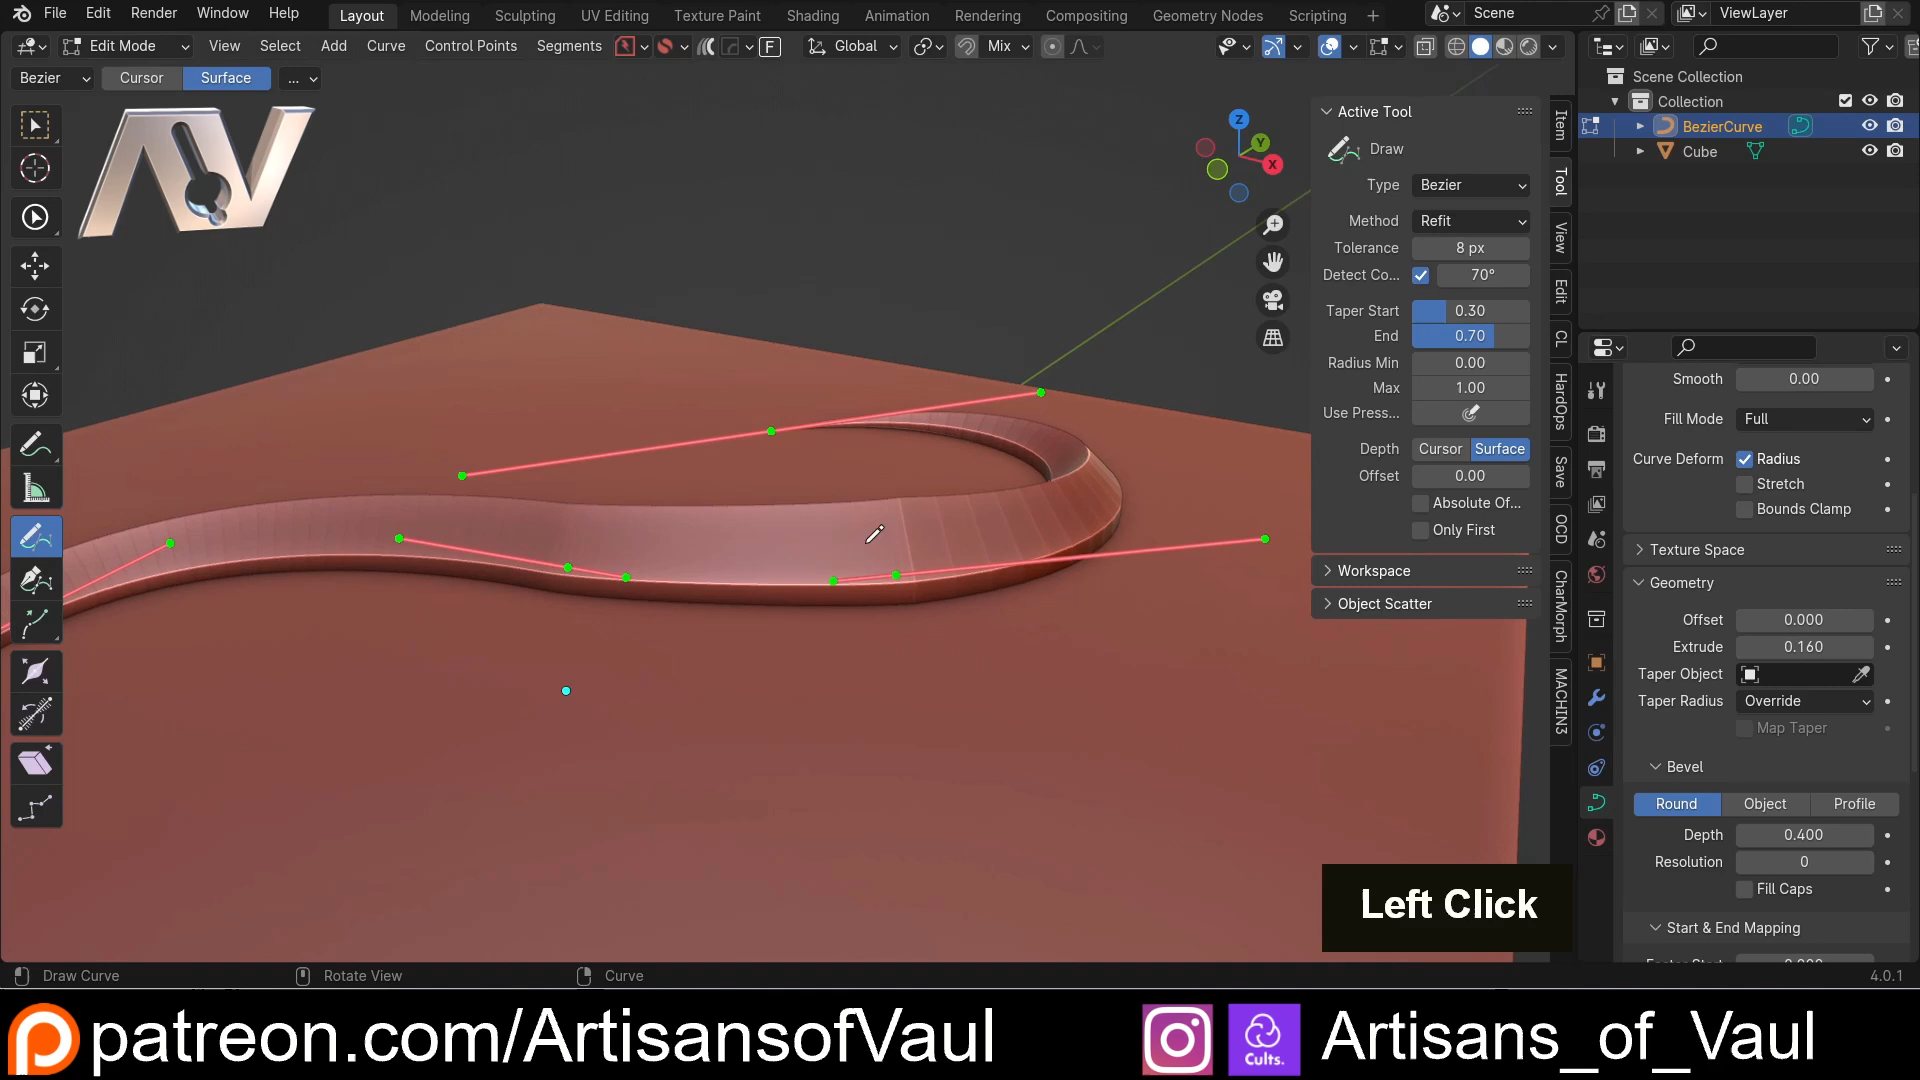 File Edit Render Window Help Layout Modeling Sculpting UV Editing Texture Paint Shading Animation Rendering Compositing Geometry Nodes Scripting + Scene ViewLayer
Edit Mode View Select Add Curve Control Points Segments F Global Mix
Bezier Cursor Surface ...
AV
Z
Y
X
Active Tool
Draw
Type Bezier
Method Refit
Tolerance 8 px
Detect Co... 70°
Taper Start 0.30
End 0.70
Radius Min 0.00
Max 1.00
Use Press...
Depth Cursor Surface
Offset 0.00
Absolute Of...
Only First
Workspace
Object Scatter
Item
Tool
View
Edit
CL
HardOps
Save
OCD
CharMorph
MACHIN3
Scene Collection
Collection
BezierCurve
Cube
Smooth 0.00
Fill Mode Full
Curve Deform Radius
Stretch
Bounds Clamp
Texture Space
Geometry
Offset 0.000
Extrude 0.160
Taper Object
Taper Radius Override
Map Taper
Bevel
Round Object Profile
Depth 0.400
Resolution 0
Fill Caps
Start & End Mapping
Left Click
Draw Curve Rotate View Curve 4.0.1
patreon.com/ArtisansofVaul Cults. Artisans_of_Vaul